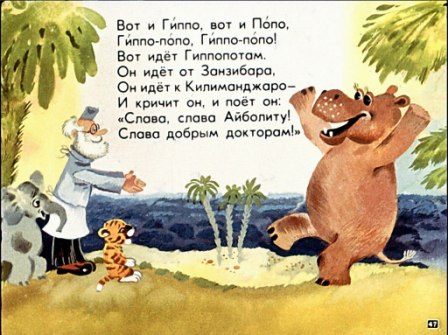 Вот и Ги́ппо, вот и По́по,
Ги́ппо-по́по, Ги́ппо-по́по!
Вот идёт Гиппопотам.
Он идёт от Занзибара,
Он идёт к Килиманджаро—
И кричит он, и поёт он:
«Слава, слава Айболиту!
Слава добрым докторам!»
47